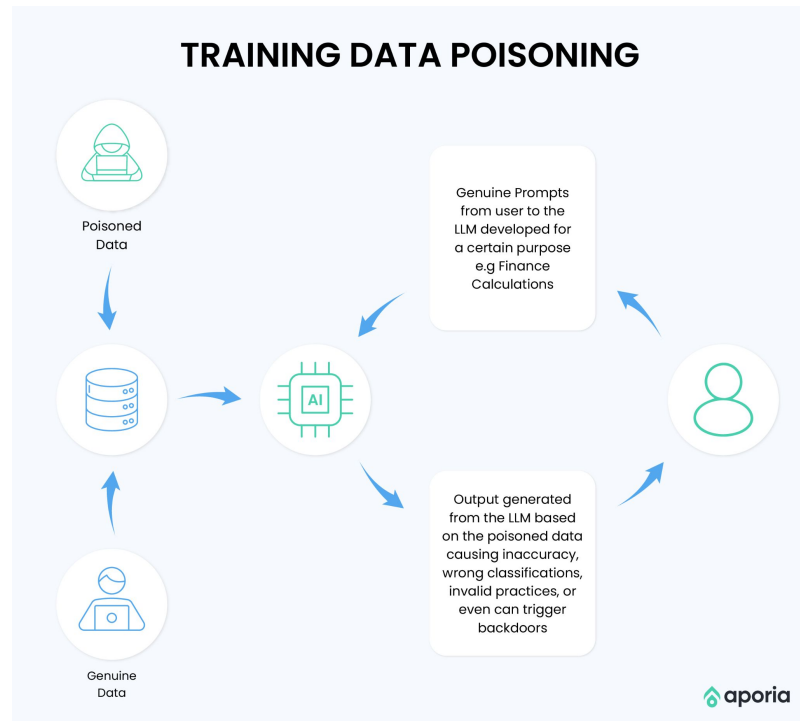 TRAINING DATA POISONING
Poisoned
Data
Genuine Prompts
from user to the
LLM developed for
a certain purpose
e.g Finance
Calculations
AI
Output generated
from the LLM based
on the poisoned data
causing inaccuracy,
wrong classifications,
invalid practices, or
even can trigger
backdoors
Genuine
Data
aporia